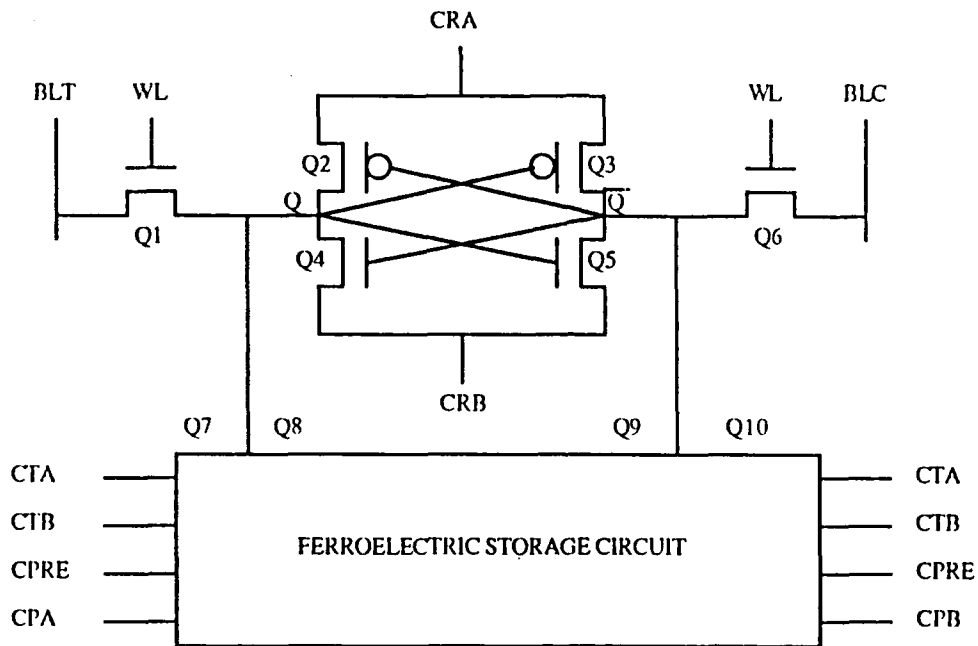 CRA
BLT WL WL BLC
Q2 Q3
Q Q̅
Q1 Q4 Q5 Q6
CRB
Q7 Q8 Q9 Q10
CTA CTA
CTB FERROELECTRIC STORAGE CIRCUIT CTB
CPRE CPRE
CPA CPB